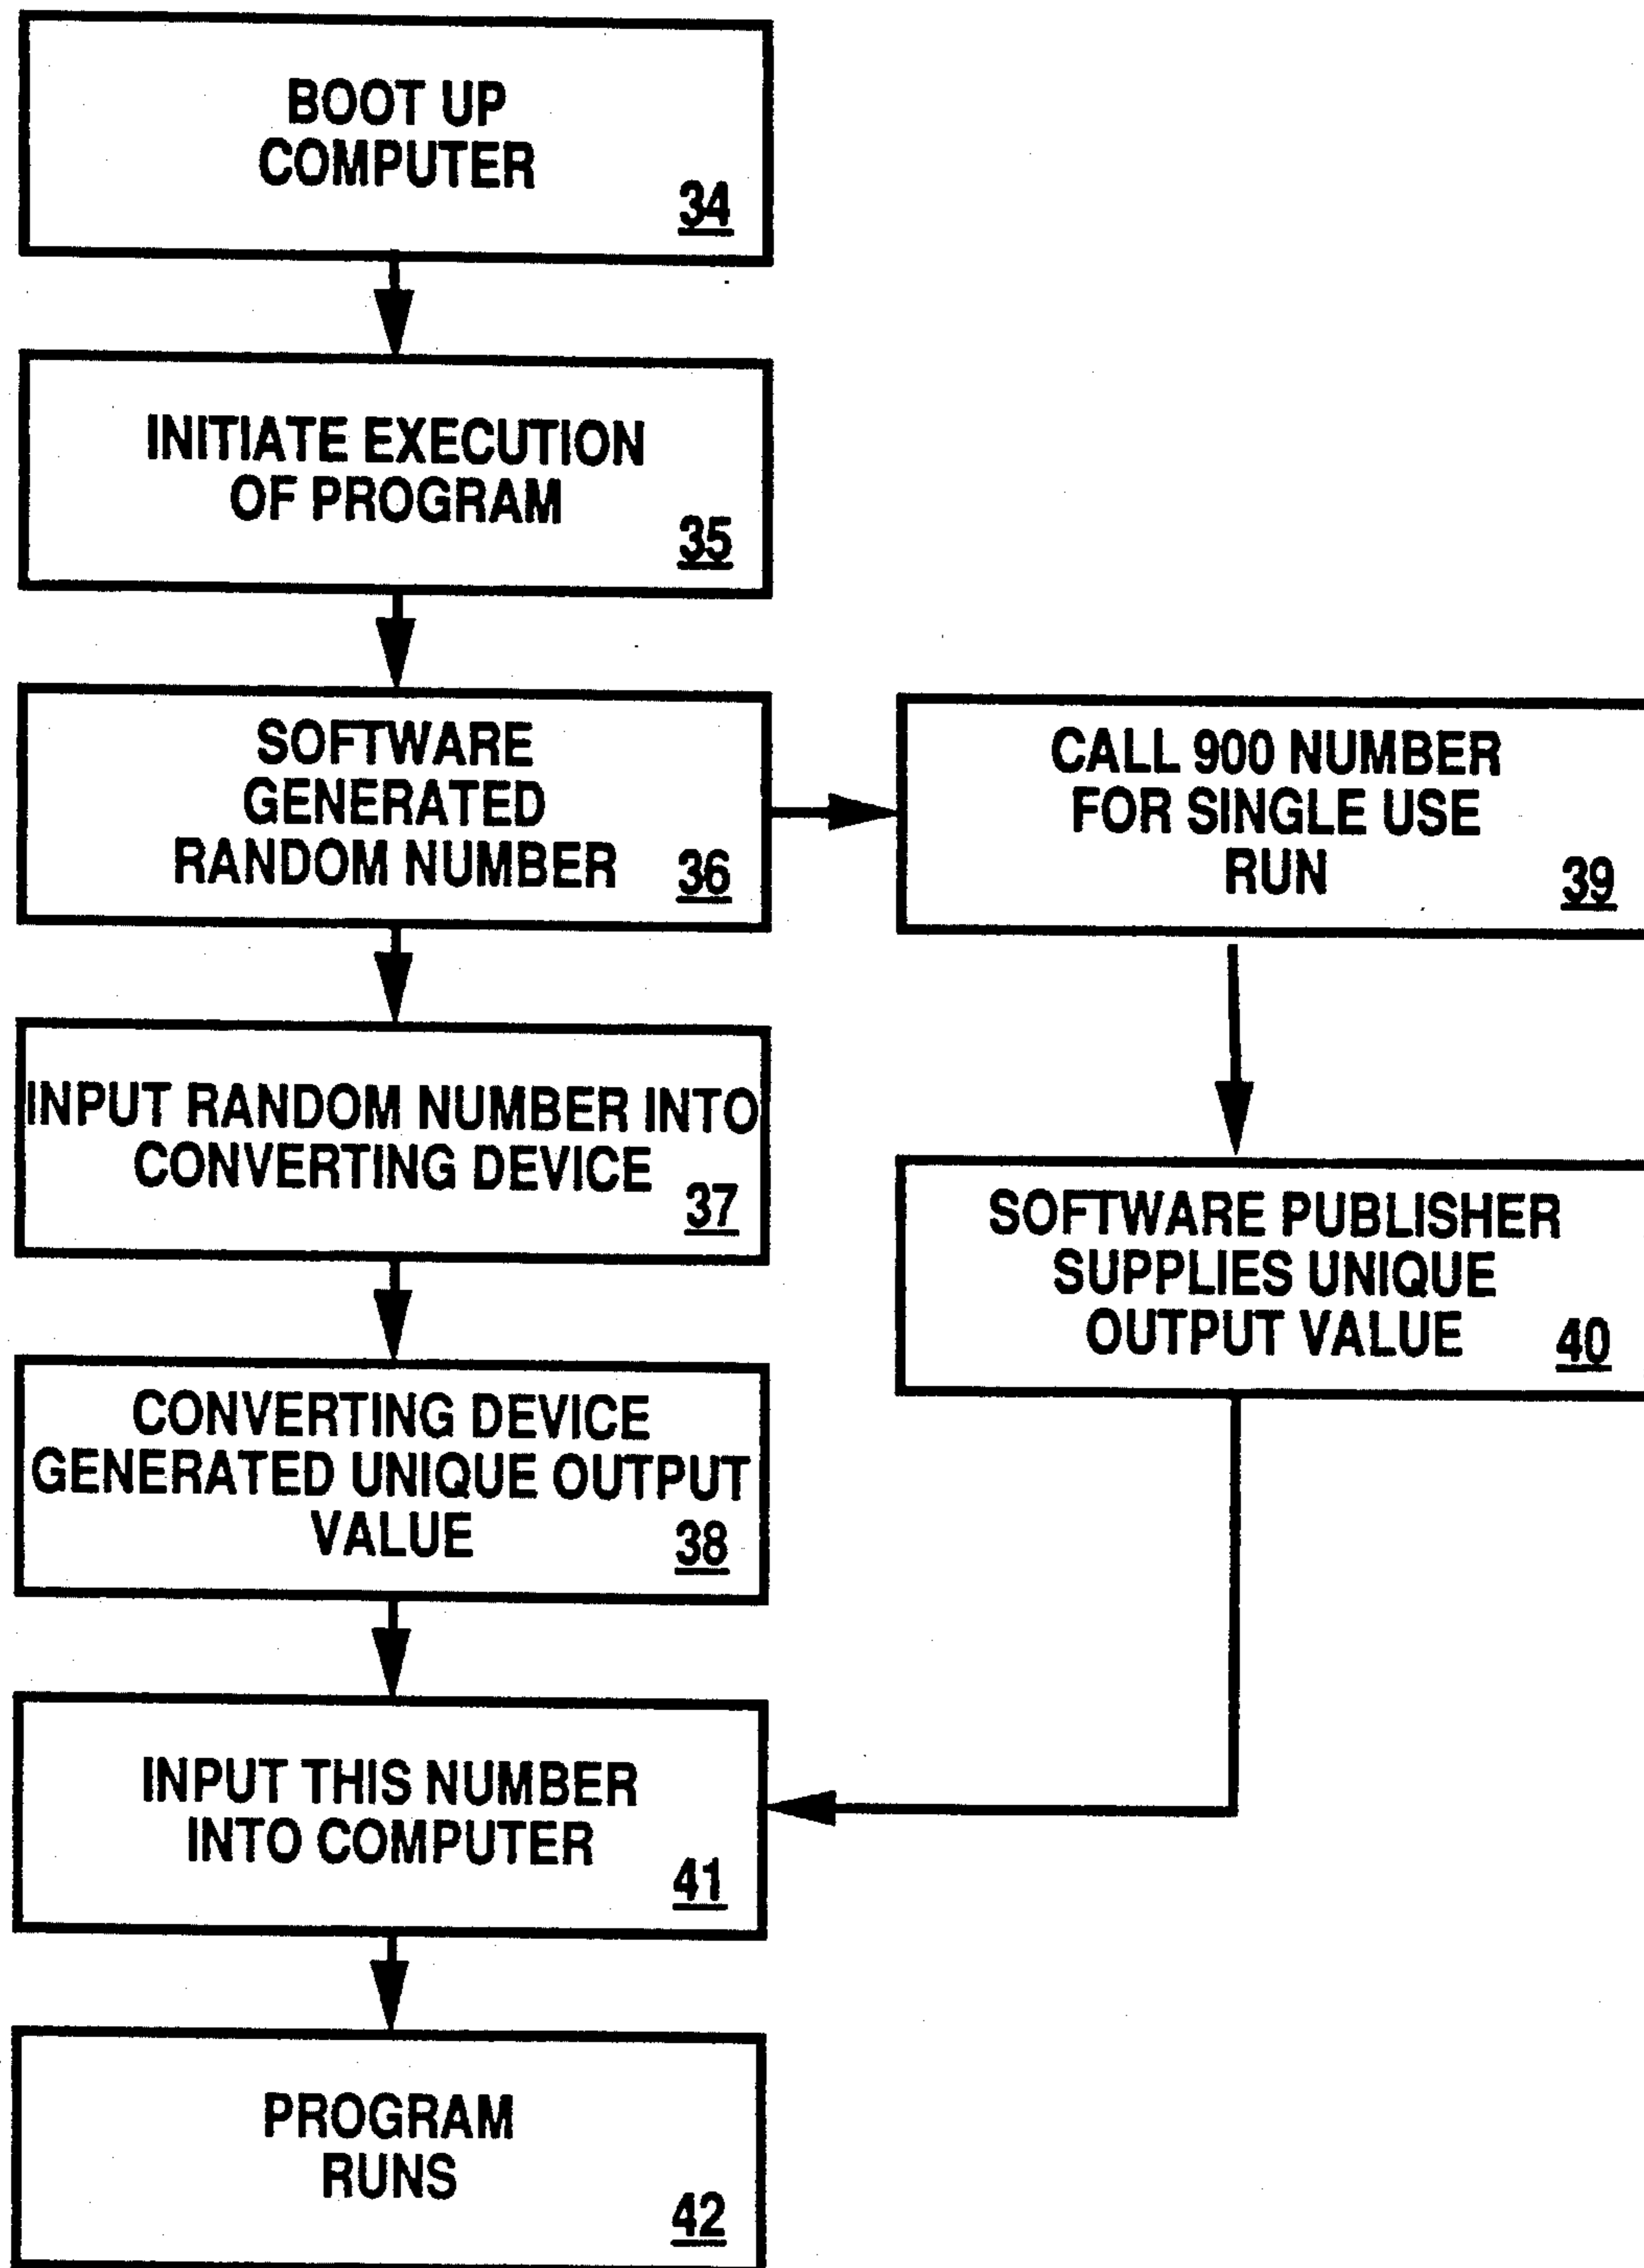 BOOT UP
COMPUTER
34
INITIATE EXECUTION
OF PROGRAM
35
SOFTWARE
GENERATED
RANDOM NUMBER
36
CALL 900 NUMBER
FOR SINGLE USE
RUN
39
INPUT RANDOM NUMBER INTO
CONVERTING DEVICE
37
SOFTWARE PUBLISHER
SUPPLIES UNIQUE
OUTPUT VALUE
40
CONVERTING DEVICE
GENERATED UNIQUE OUTPUT
VALUE
38
INPUT THIS NUMBER
INTO COMPUTER
41
PROGRAM
RUNS
42